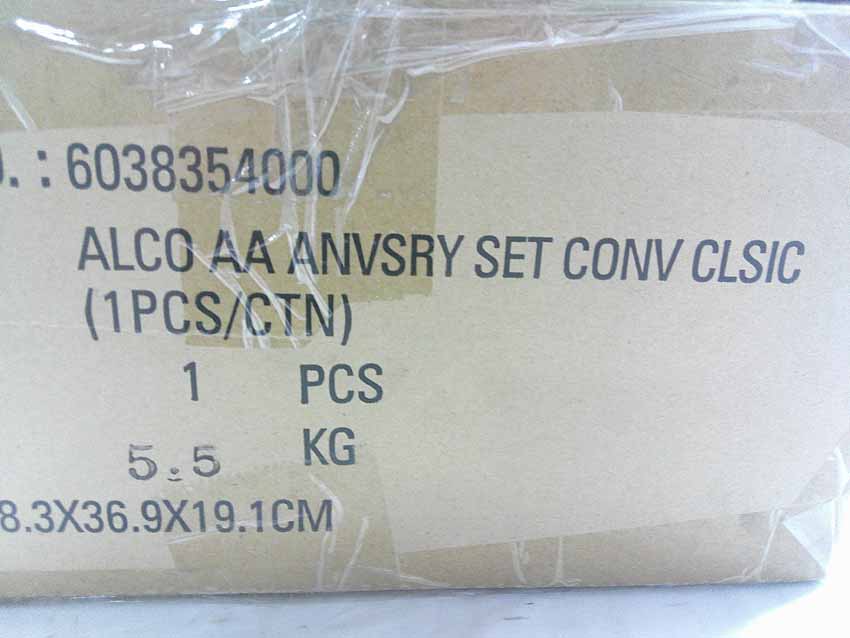 . : 6038354000
ALCO AA ANVSRY SET CONV CLSIC
(1PCS/CTN)
1 PCS
5.5 KG
8.3X36.9X19.1CM